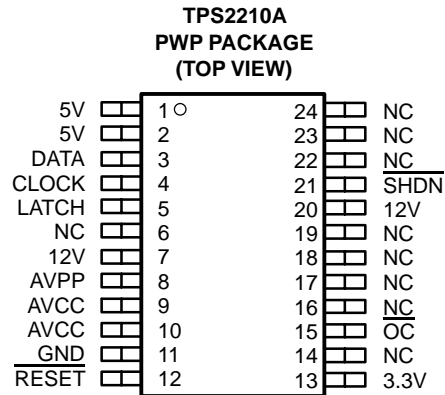 TPS2210A
PWP PACKAGE
(TOP VIEW)
5V 1 24 NC
5V 2 23 NC
DATA 3 22 NC
CLOCK 4 21 SHDN
LATCH 5 20 12V
NC 6 19 NC
12V 7 18 NC
AVPP 8 17 NC
AVCC 9 16 NC
AVCC 10 15 OC
GND 11 14 NC
RESET 12 13 3.3V